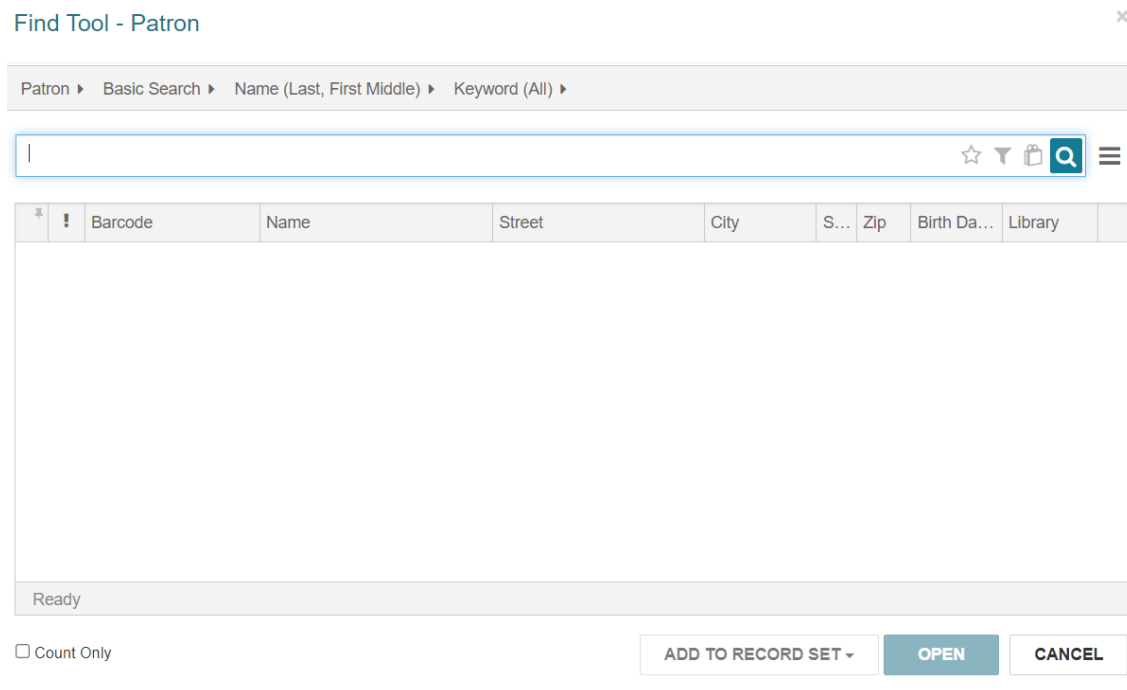 Find Tool - Patron
Patron Basic Search Name (Last, First Middle) Keyword (All)
! Barcode Name Street City S... Zip Birth Da... Library
Ready
Count Only ADD TO RECORD SET OPEN CANCEL